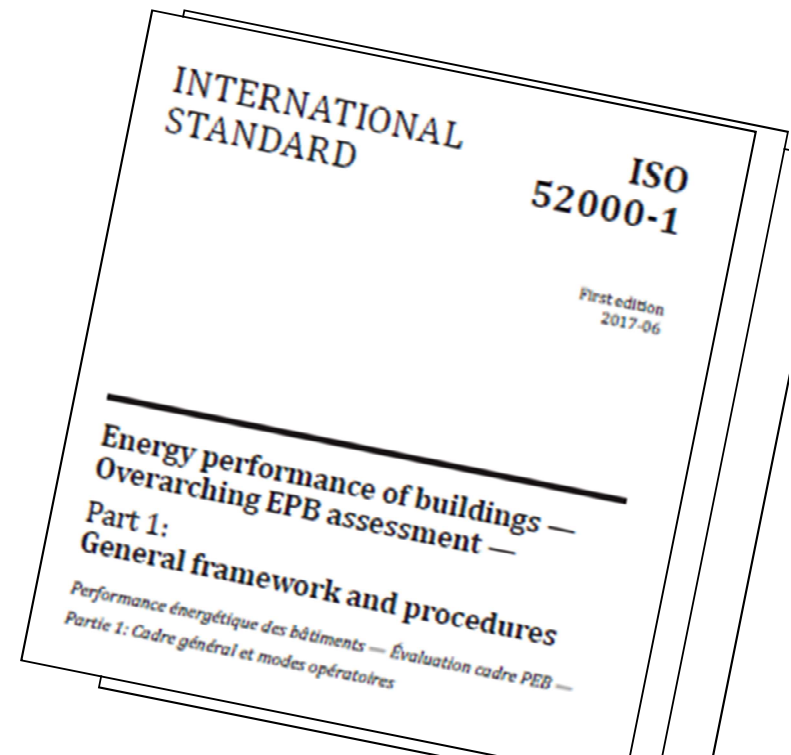 INTERNATIONAL
STANDARD
ISO
52000-1
First edition
2017-06
Energy performance of buildings —
Overarching EPB assessment —
Part 1:
General framework and procedures
Performance énergétique des bâtiments — Évaluation cadre PEB —
Partie 1: Cadre général et modes opératoires